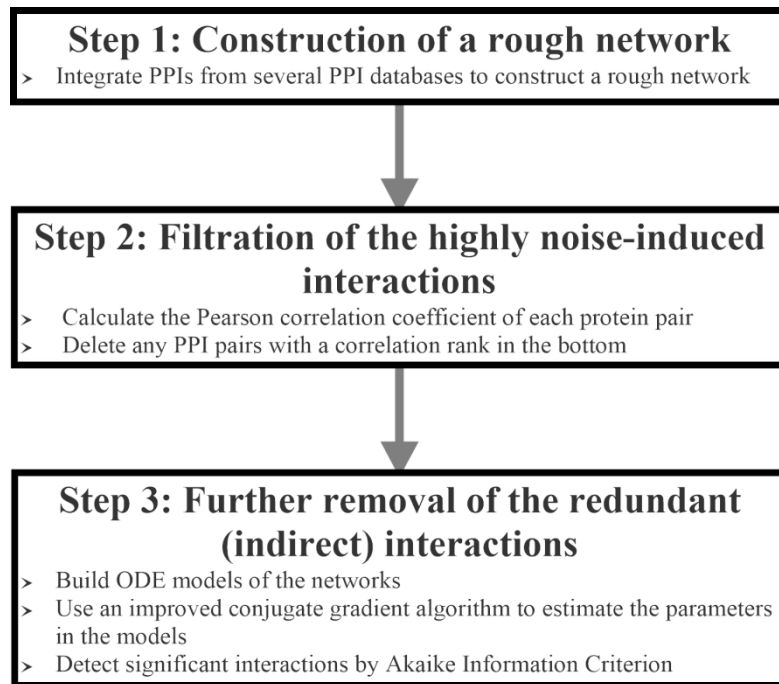 Step 1: Construction of a rough network
➢ Integrate PPIs from several PPI databases to construct a rough network
Step 2: Filtration of the highly noise-induced
interactions
➢ Calculate the Pearson correlation coefficient of each protein pair
➢ Delete any PPI pairs with a correlation rank in the bottom
Step 3: Further removal of the redundant
(indirect) interactions
➢ Build ODE models of the networks
➢ Use an improved conjugate gradient algorithm to estimate the parameters
in the models
➢ Detect significant interactions by Akaike Information Criterion